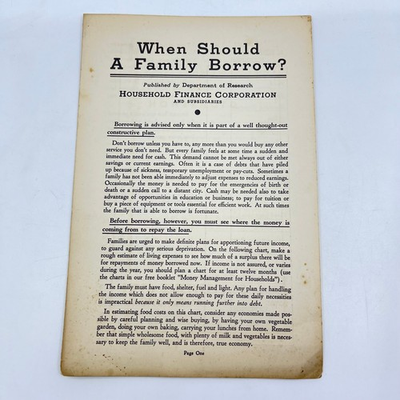 When Should
A Family Borrow?
Published by Department of Research
HOUSEHOLD FINANCE CORPORATION
AND SUBSIDIARIES
Borrowing is advised only when it is part of a well thought-out
constructive plan.
Don't borrow unless you have to, any more than you would buy any other
service you don't need. But every family feels at some time a sudden and
immediate need for cash. This demand cannot be met always out of either
savings or current earnings. Often it is a case of debts that have piled
up because of sickness, temporary unemployment or pay-cuts. Sometimes a
family has not been able immediately to adjust expenses to reduced earnings.
Occasionally the money is needed to pay for the emergencies of birth or
death or a sudden call to a distant city. Cash may be needed also to take
advantage of opportunities in education or business; to pay for tuition or
buy a piece of equipment or tools essential for efficient work. At such times
the family that is able to borrow is fortunate.
Before borrowing, however, you must see where the money is
coming from to repay the loan.
Families are urged to make definite plans for apportioning future income,
to guard against any serious deprivation. On the following chart, make a
rough estimate of living expenses to see how much of a surplus there will be
for repayments of money borrowed now. If income is not assured, or varies
during the year, you should plan a chart for at least twelve months (use
the charts in our free booklet "Money Management for Households").
The family must have food, shelter, fuel and light. Any plan for handling
the income which does not allow enough to pay for these daily necessities
is impractical because it only means running further into debt.
In estimating food costs on this chart, consider any economies made pos-
sible by careful planning and wise buying, by having your own vegetable
garden, doing your own baking, carrying your lunches from home. Remem-
ber that simple wholesome food, with plenty of milk and vegetables is neces-
sary to keep the family well, and is therefore, true economy.
Page One